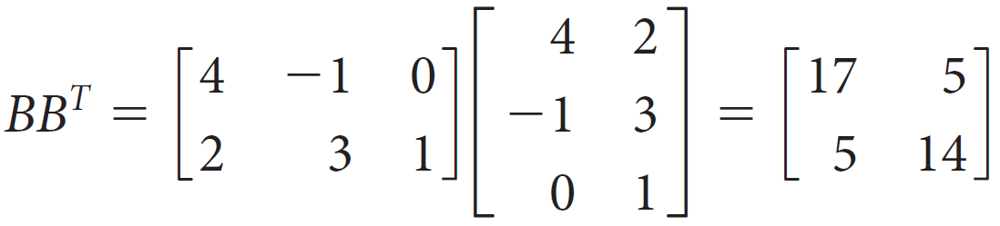 BB^T = [4 −1 0; 2 3 1] [4 2; −1 3; 0 1] = [17 5; 5 14]